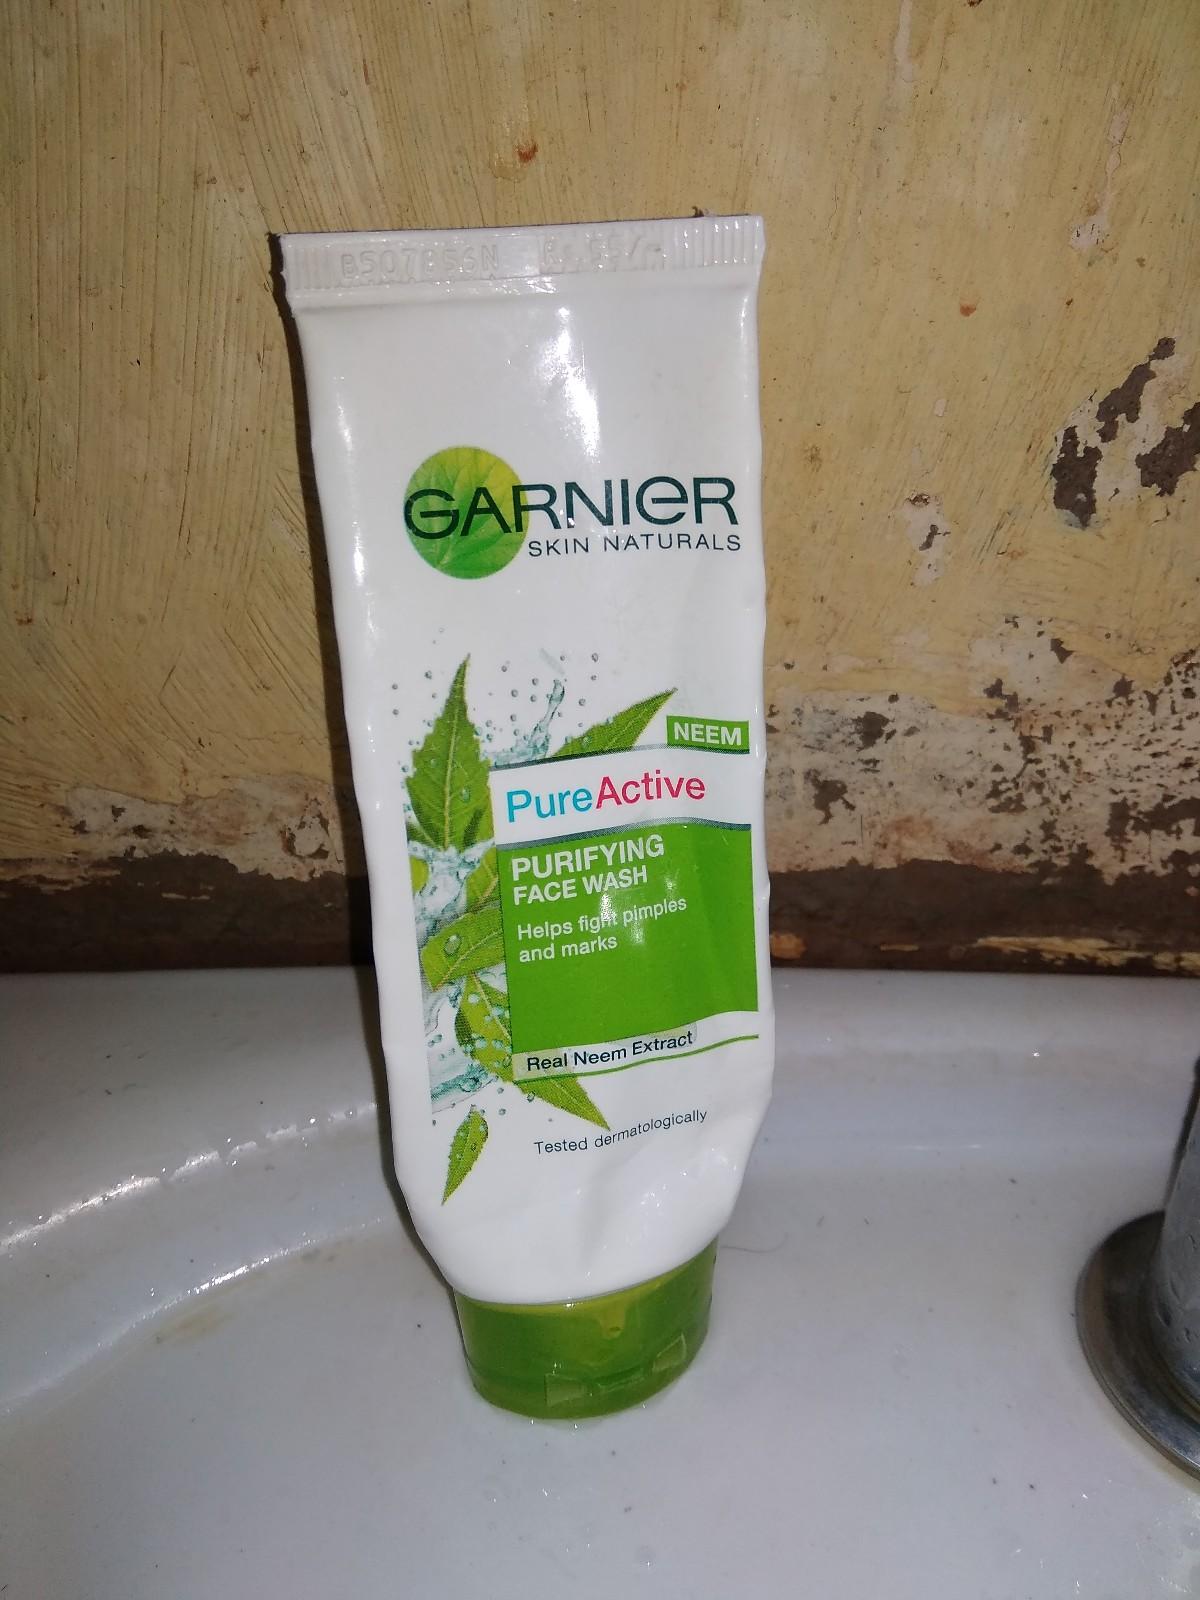 GARNIER
SKIN NATURALS
NEEM
PureActive
PURIFYING
FACE WASH
Helps fight pimples
and marks
Real Neem Extract
Tested dermatologically